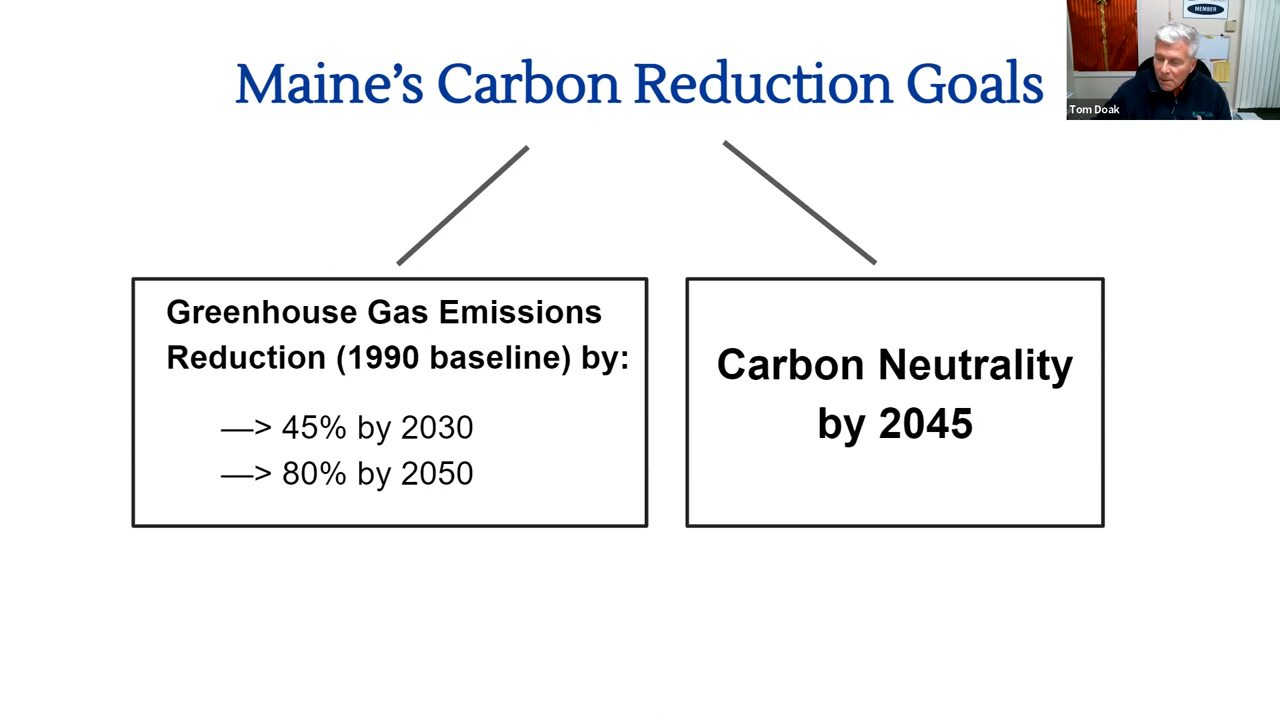 MEMBER
Maine's Carbon Reduction Goals
Tom Doak
Greenhouse Gas Emissions
Reduction (1990 baseline) by:
—> 45% by 2030
—> 80% by 2050
Carbon Neutrality
by 2045